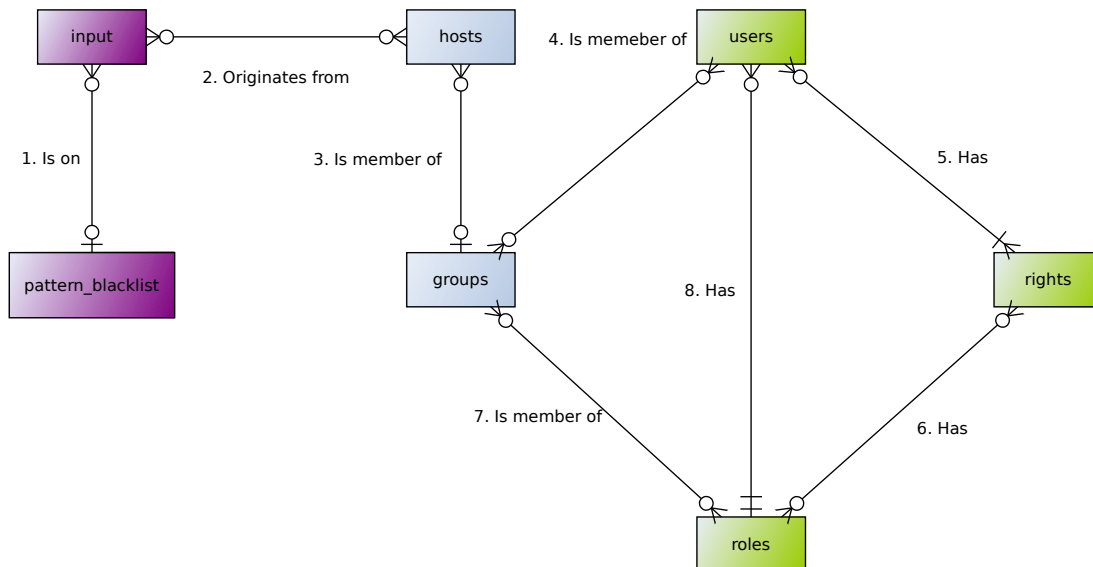 input
hosts
4. Is memeber of
users
2. Originates from
1. Is on
3. Is member of
5. Has
pattern_blacklist
groups
8. Has
rights
7. Is member of
6. Has
roles